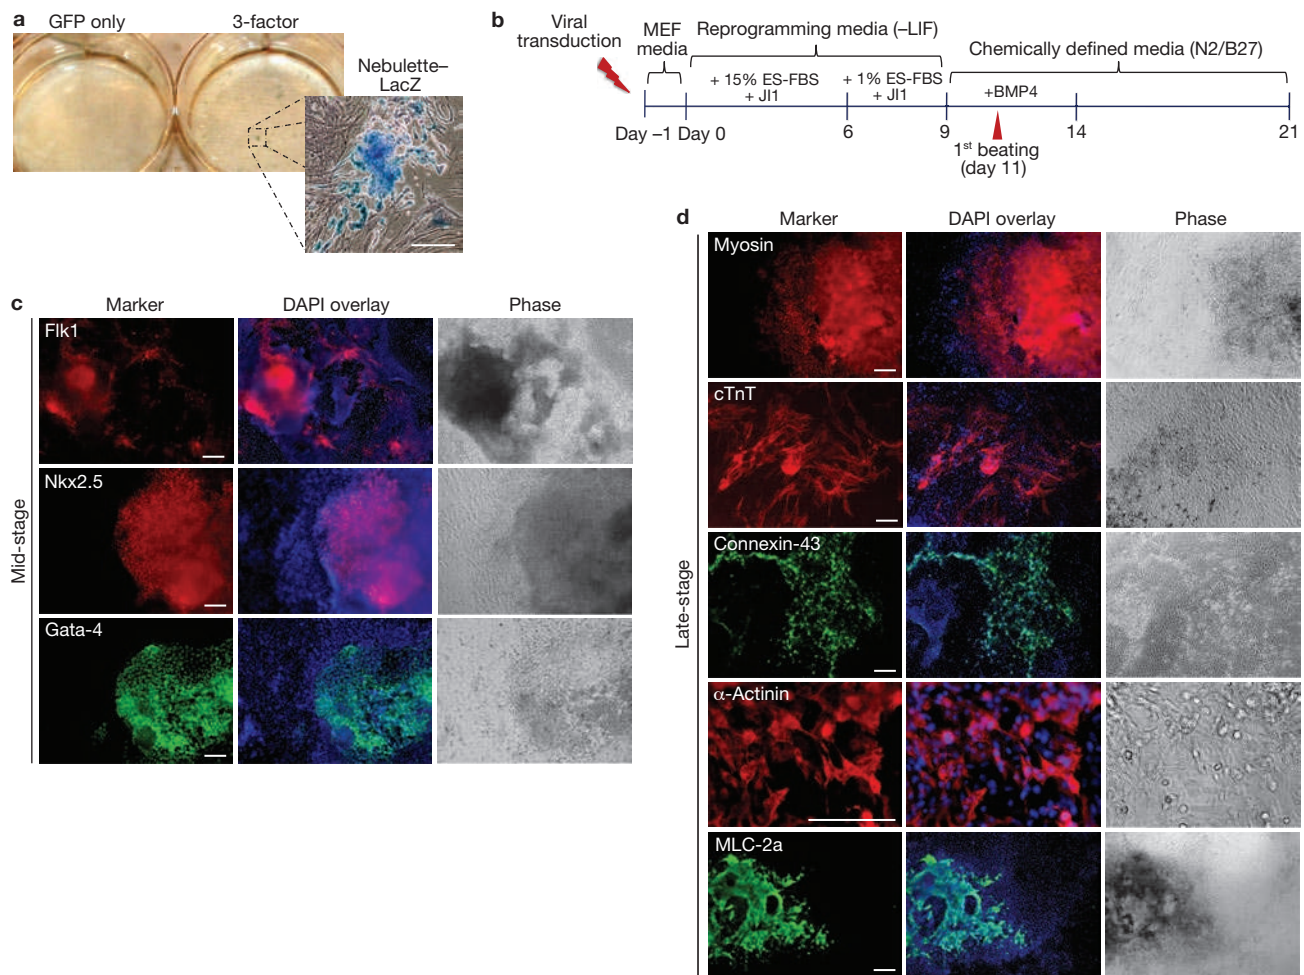 a
GFP only
3-factor
Nebulette–
LacZ
b
Viral
transduction
MEF
media
Reprogramming media (–LIF)
Chemically defined media (N2/B27)
+ 15% ES-FBS
+ JI1
+ 1% ES-FBS
+ JI1
+BMP4
Day –1
Day 0
6
9
14
21
1st beating
(day 11)
c
Marker
DAPI overlay
Phase
Mid-stage
Flk1
Nkx2.5
Gata-4
d
Marker
DAPI overlay
Phase
Late-stage
Myosin
cTnT
Connexin-43
α-Actinin
MLC-2a